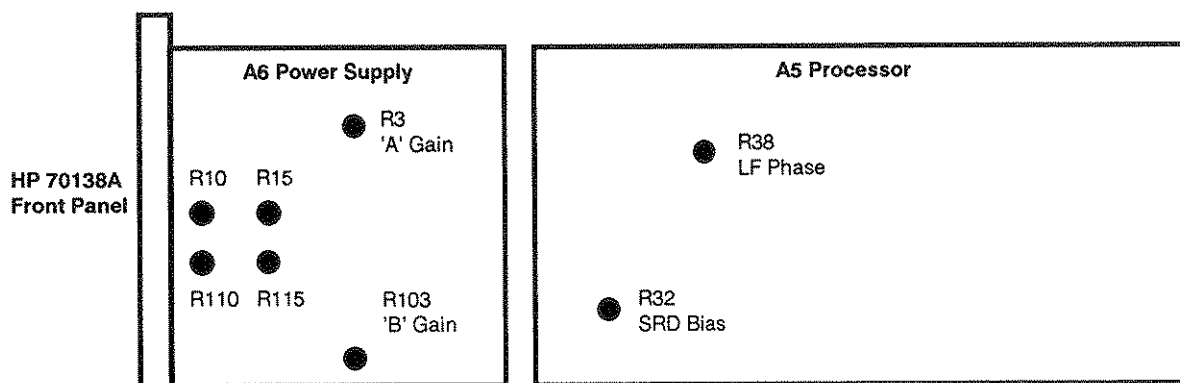 A6 Power Supply
A5 Processor
R3
'A' Gain
R38
LF Phase
HP 70138A
Front Panel
R10
R15
R110
R115
R103
'B' Gain
R32
SRD Bias